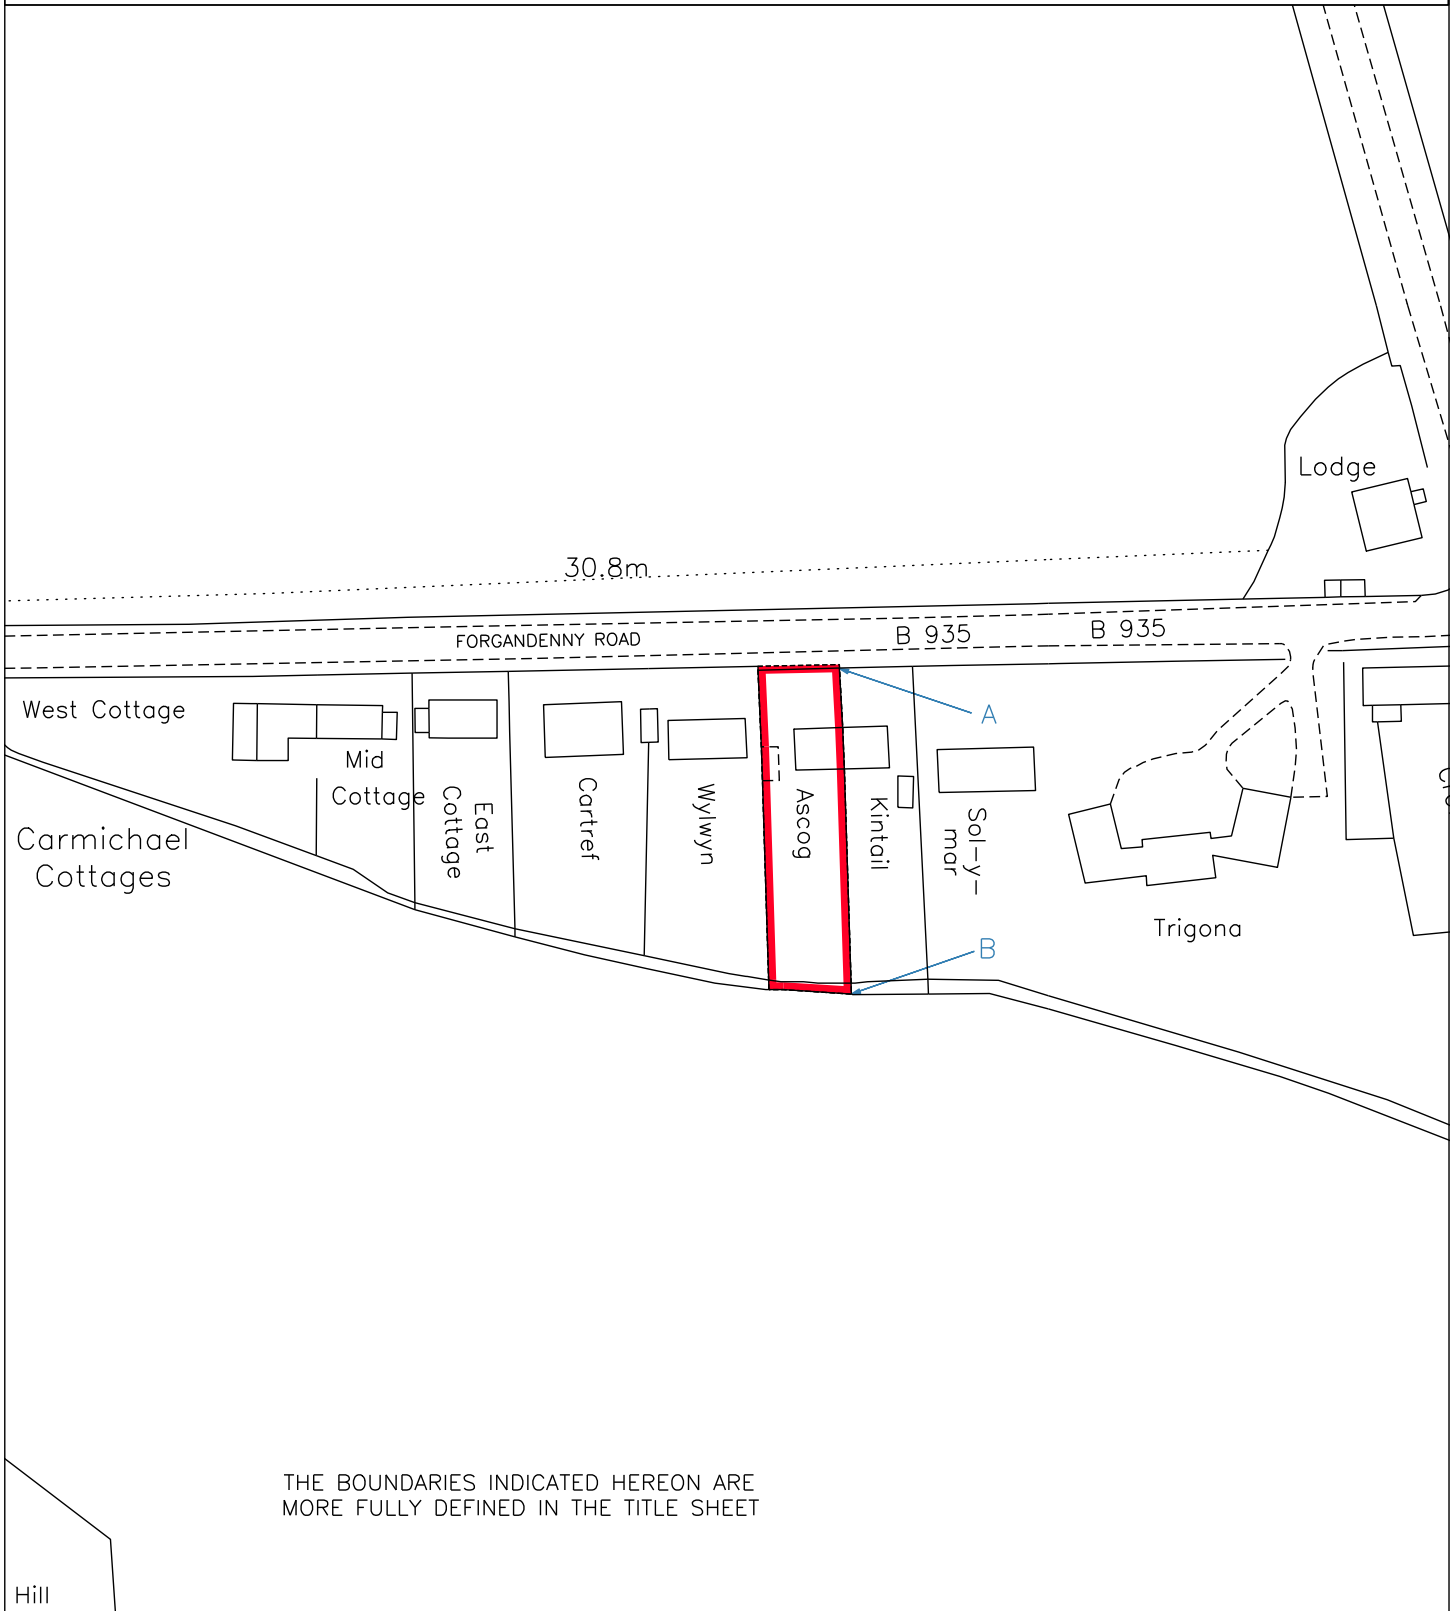 Lodge
30.8m
FORGANDENNY ROAD
B 935
B 935
West Cottage
Mid
Cottage
East
Cottage
Cartref
Wylwyn
Ascog
Kintail
Sol-y-
mar
A
B
Carmichael
Cottages
Trigona
THE BOUNDARIES INDICATED HEREON ARE
MORE FULLY DEFINED IN THE TITLE SHEET
Hill